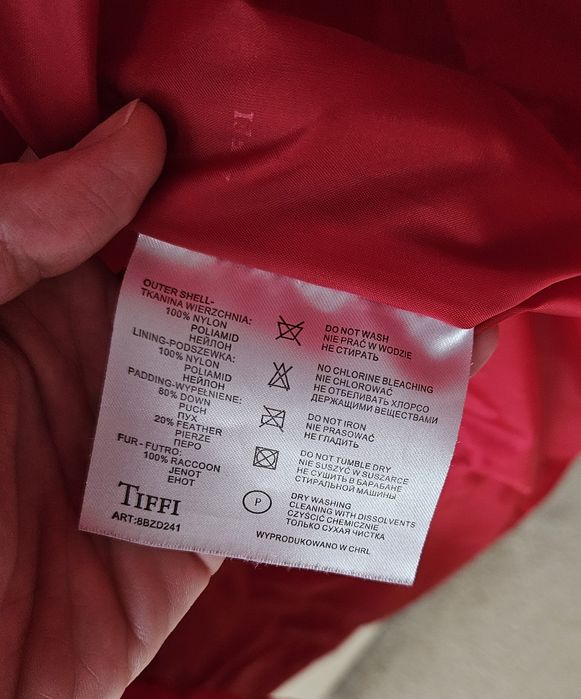 OUTER SHELL-
TKANINA WIERZCHNIA:
100% NYLON
POLIAMID
НЕЙЛОН
LINING-PODSZEWKA:
100% NYLON
POLIAMID
НЕЙЛОН
PADDING-WYPEŁNIENE:
80% DOWN
PUCH
ПУХ
20% FEATHER
PIERZE
ПЕРО
FUR - FUTRO:
100% RACCOON
JENOT
ЕНОТ
TIFFI
ART:8BZD241
DO NOT WASH
NIE PRAĆ W WODZIE
НЕ СТИРАТЬ
NO CHLORINE BLEACHING
NIE CHLOROWAĆ
НЕ ОТБЕЛИВАТЬ ХЛОРСО
ДЕРЖАЩИМИ ВЕЩЕСТВАМИ
DO NOT IRON
NIE PRASOWAĆ
НЕ ГЛАДИТЬ
DO NOT TUMBLE DRY
NIE SUSZYĆ W SUSZARCE
НЕ СУШИТЬ В БАРАБАНЕ
СТИРАЛЬНОЙ МАШИНЫ
P
DRY WASHING
CLEANING WITH DISSOLVENTS
CZYŚCIĆ CHEMICZNIE
ТОЛЬКО СУХАЯ ЧИСТКА
WYPRODUKOWANO W CHRL